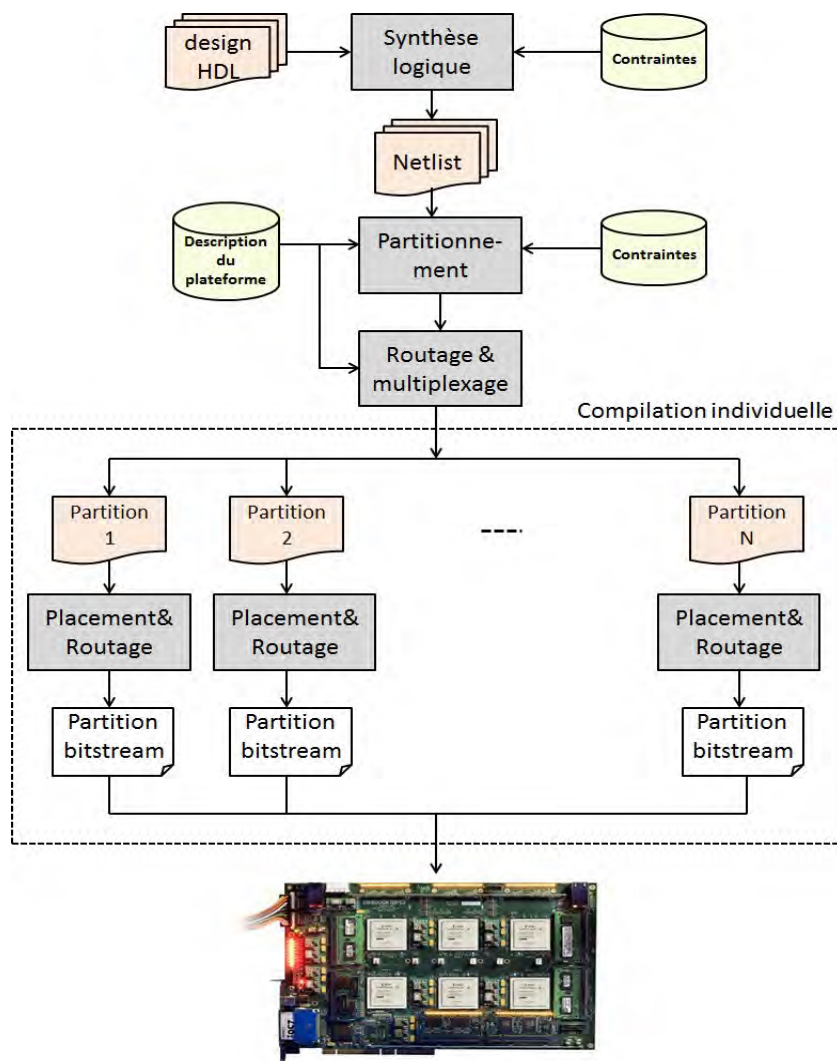 design
HDL
Synthèse
logique
Contraintes
Netlist
Description
du
plateforme
Partitionne-
ment
Contraintes
Routage &
multiplexage
Compilation individuelle
Partition
1
Partition
2
----
Partition
N
Placement&
Routage
Placement&
Routage
Placement&
Routage
Partition
bitstream
Partition
bitstream
Partition
bitstream